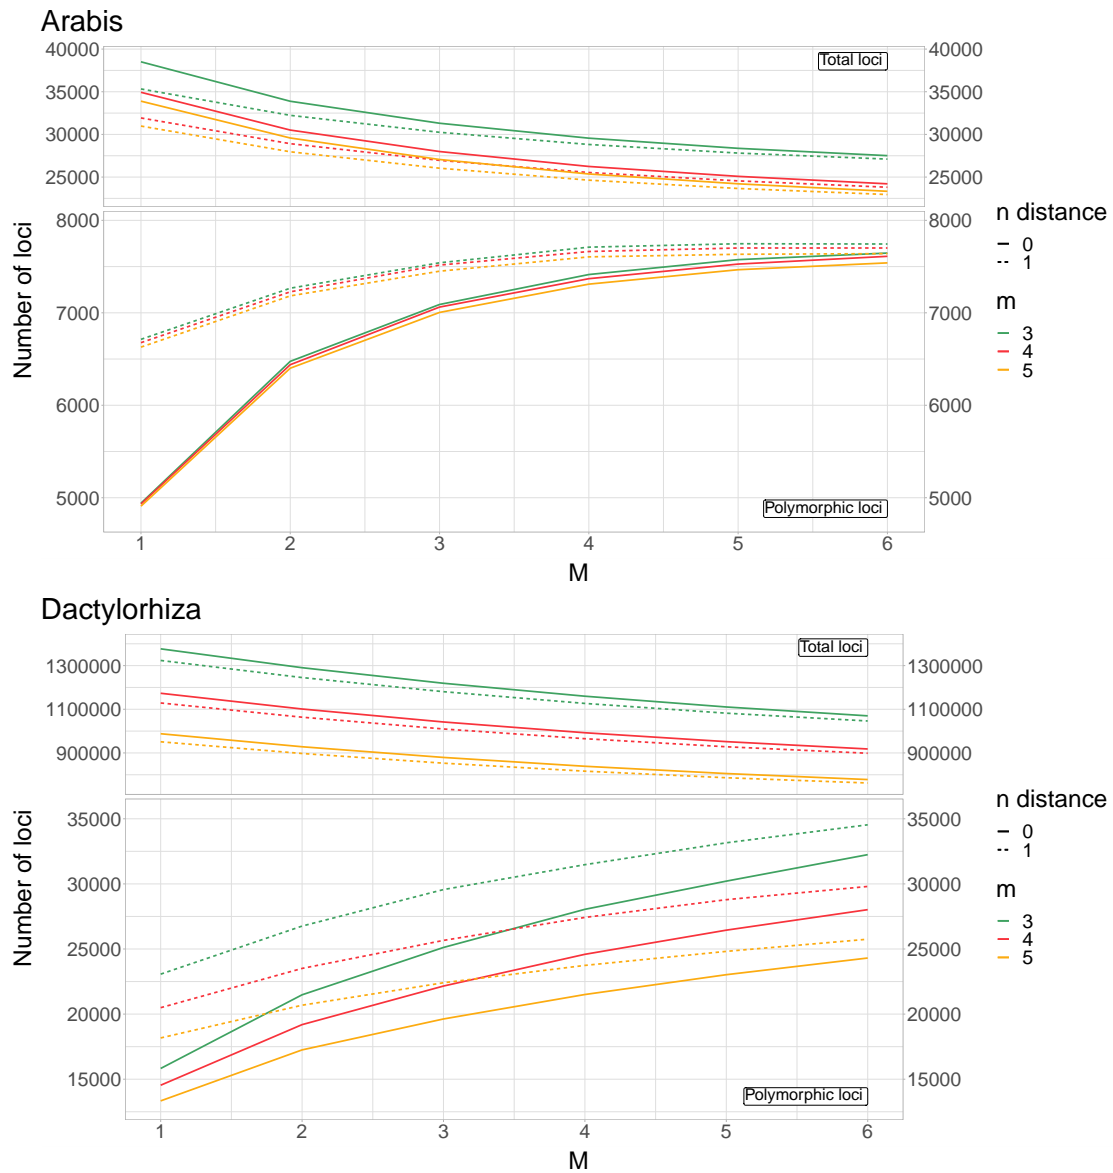 Arabis
40000 Total loci 40000
35000 35000
30000 30000
25000 25000
8000 8000
7000 7000
6000 6000
5000 Polymorphic loci 5000
Number of loci
1 2 3 4 5 6
M
n distance
0
1
m
3
4
5
Dactylorhiza
Total loci
1300000 1300000
1100000 1100000
900000 900000
35000 35000
30000 30000
25000 25000
20000 20000
15000 15000
Polymorphic loci
Number of loci
1 2 3 4 5 6
M
n distance
0
1
m
3
4
5